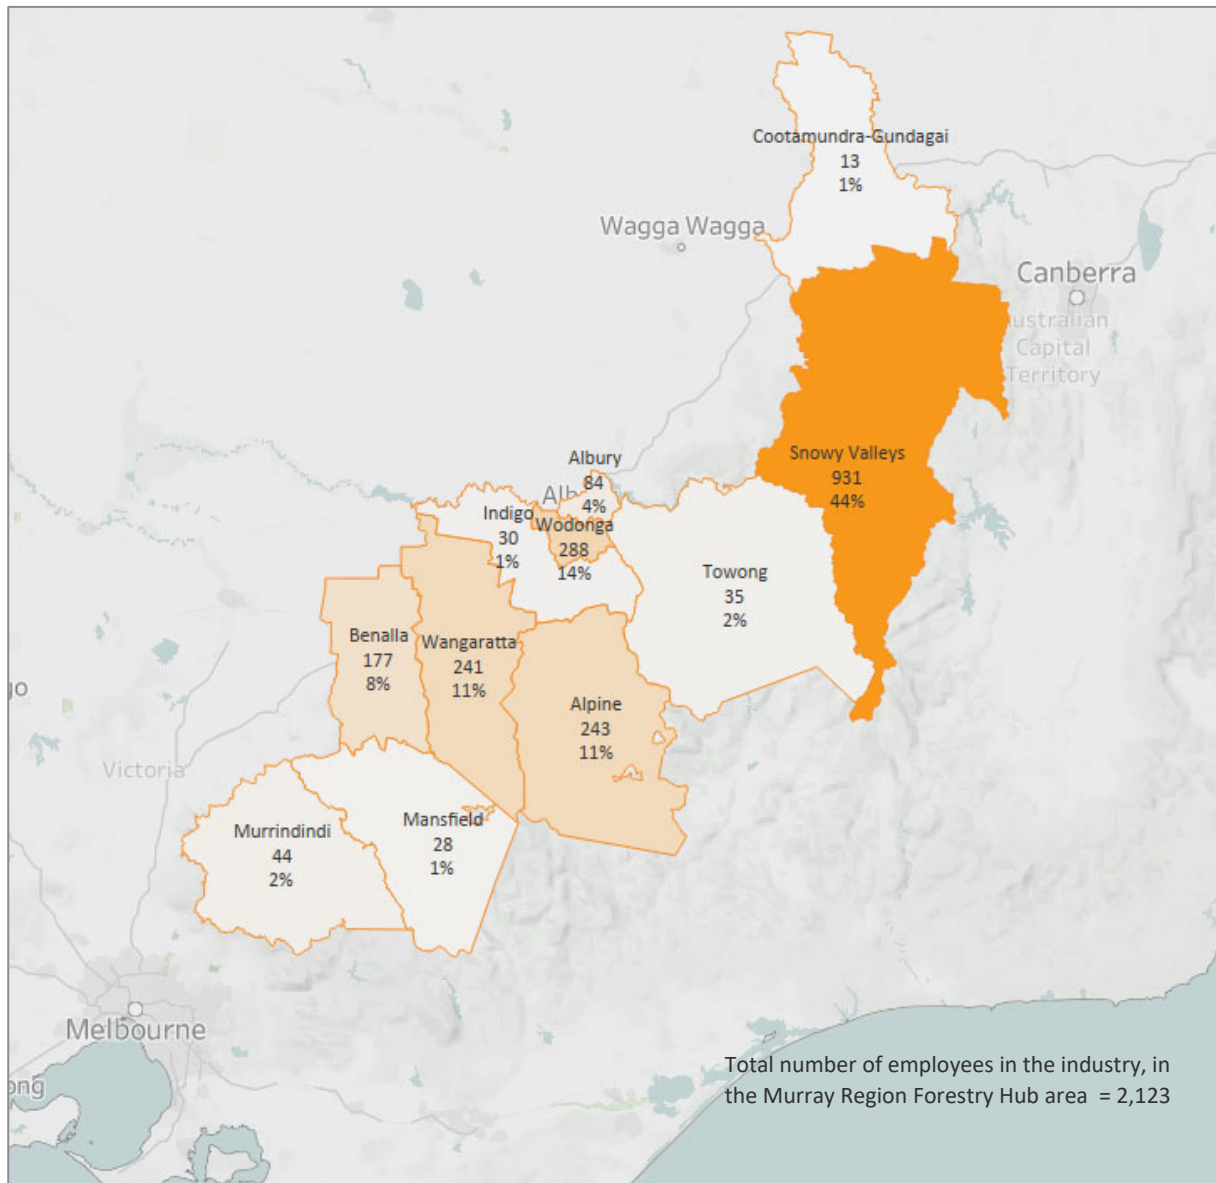 Cootamundra-Gundagai
13
1%
Wagga Wagga
Canberra
Australian
Capital
Territory
Snowy Valleys
931
44%
Albury
84
4%
Indigo
30
1%
Wodonga
288
14%
Towong
35
2%
Benalla
177
8%
Wangaratta
241
11%
Alpine
243
11%
Victoria
Mansfield
28
1%
Murrindindi
44
2%
Melbourne
Total number of employees in the industry, in
the Murray Region Forestry Hub area = 2,123